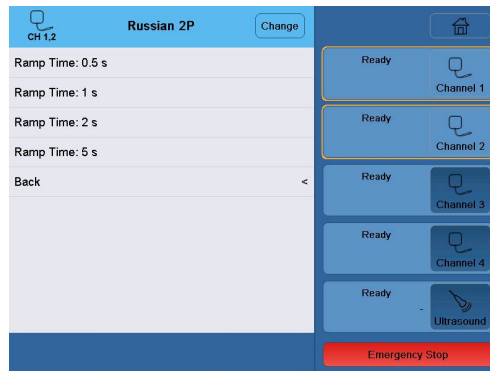 CH 1,2
Russian 2P
Change
Ramp Time: 0.5 s
Ramp Time: 1 s
Ramp Time: 2 s
Ramp Time: 5 s
Back <
Ready
Channel 1
Ready
Channel 2
Ready
Channel 3
Ready
Channel 4
Ready
-
Ultrasound
Emergency Stop